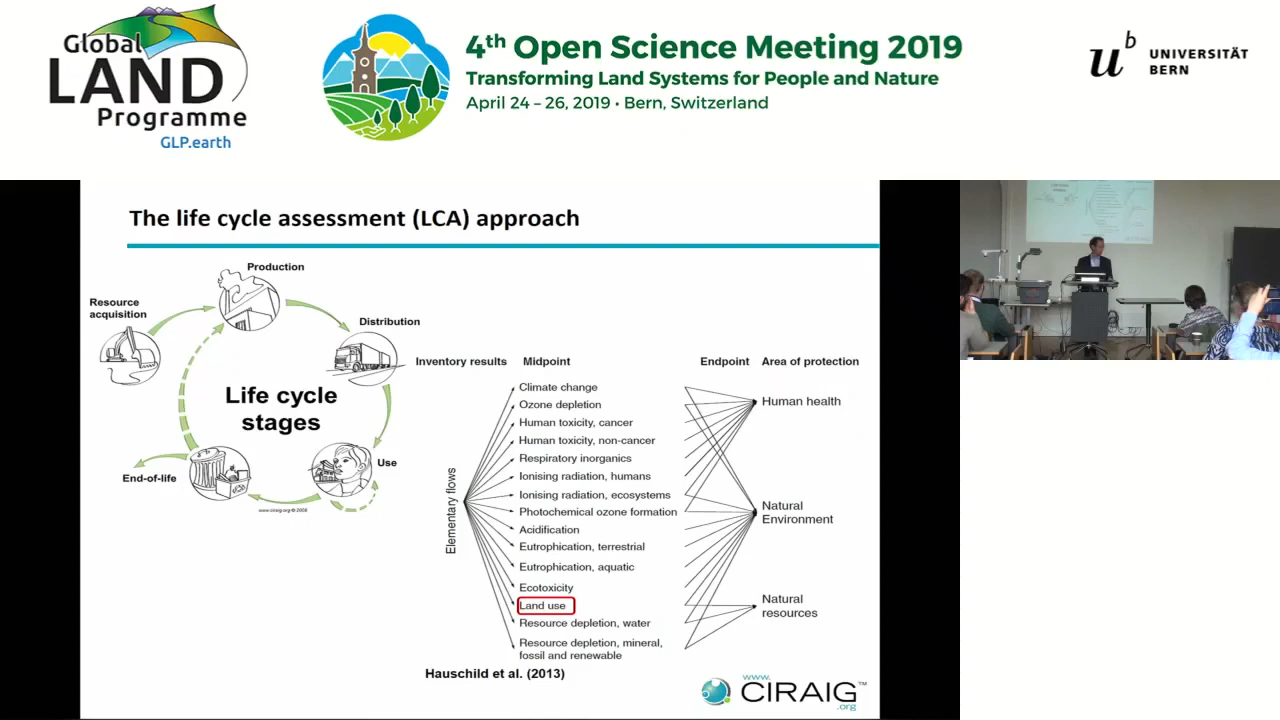 Global
LAND
Programme
GLP.earth
4th Open Science Meeting 2019
Transforming Land Systems for People and Nature
April 24 – 26, 2019 • Bern, Switzerland
u b
UNIVERSITÄT
BERN
The life cycle assessment (LCA) approach
Production
Resource
acquisition
Distribution
Life cycle
stages
Use
End-of-life
www.ciraig.org © 2008
Inventory results
Midpoint
Endpoint
Area of protection
Elementary flows
Climate change
Ozone depletion
Human toxicity, cancer
Human toxicity, non-cancer
Respiratory inorganics
Ionising radiation, humans
Ionising radiation, ecosystems
Photochemical ozone formation
Acidification
Eutrophication, terrestrial
Eutrophication, aquatic
Ecotoxicity
Land use
Resource depletion, water
Resource depletion, mineral,
fossil and renewable
Human health
Natural
Environment
Natural
resources
Hauschild et al. (2013)
www.
CIRAIG™
.org